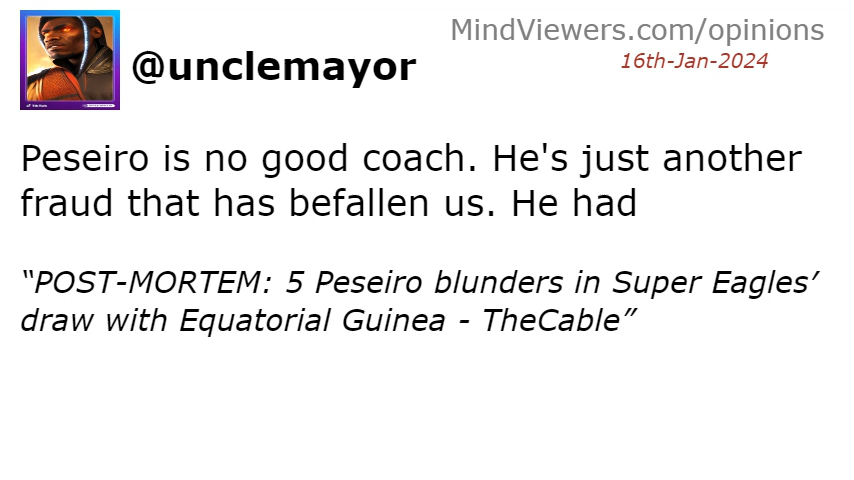 MindViewers.com/opinions
16th-Jan-2024
@unclemayor
Peseiro is no good coach. He's just another
fraud that has befallen us. He had
“POST-MORTEM: 5 Peseiro blunders in Super Eagles’
draw with Equatorial Guinea - TheCable”